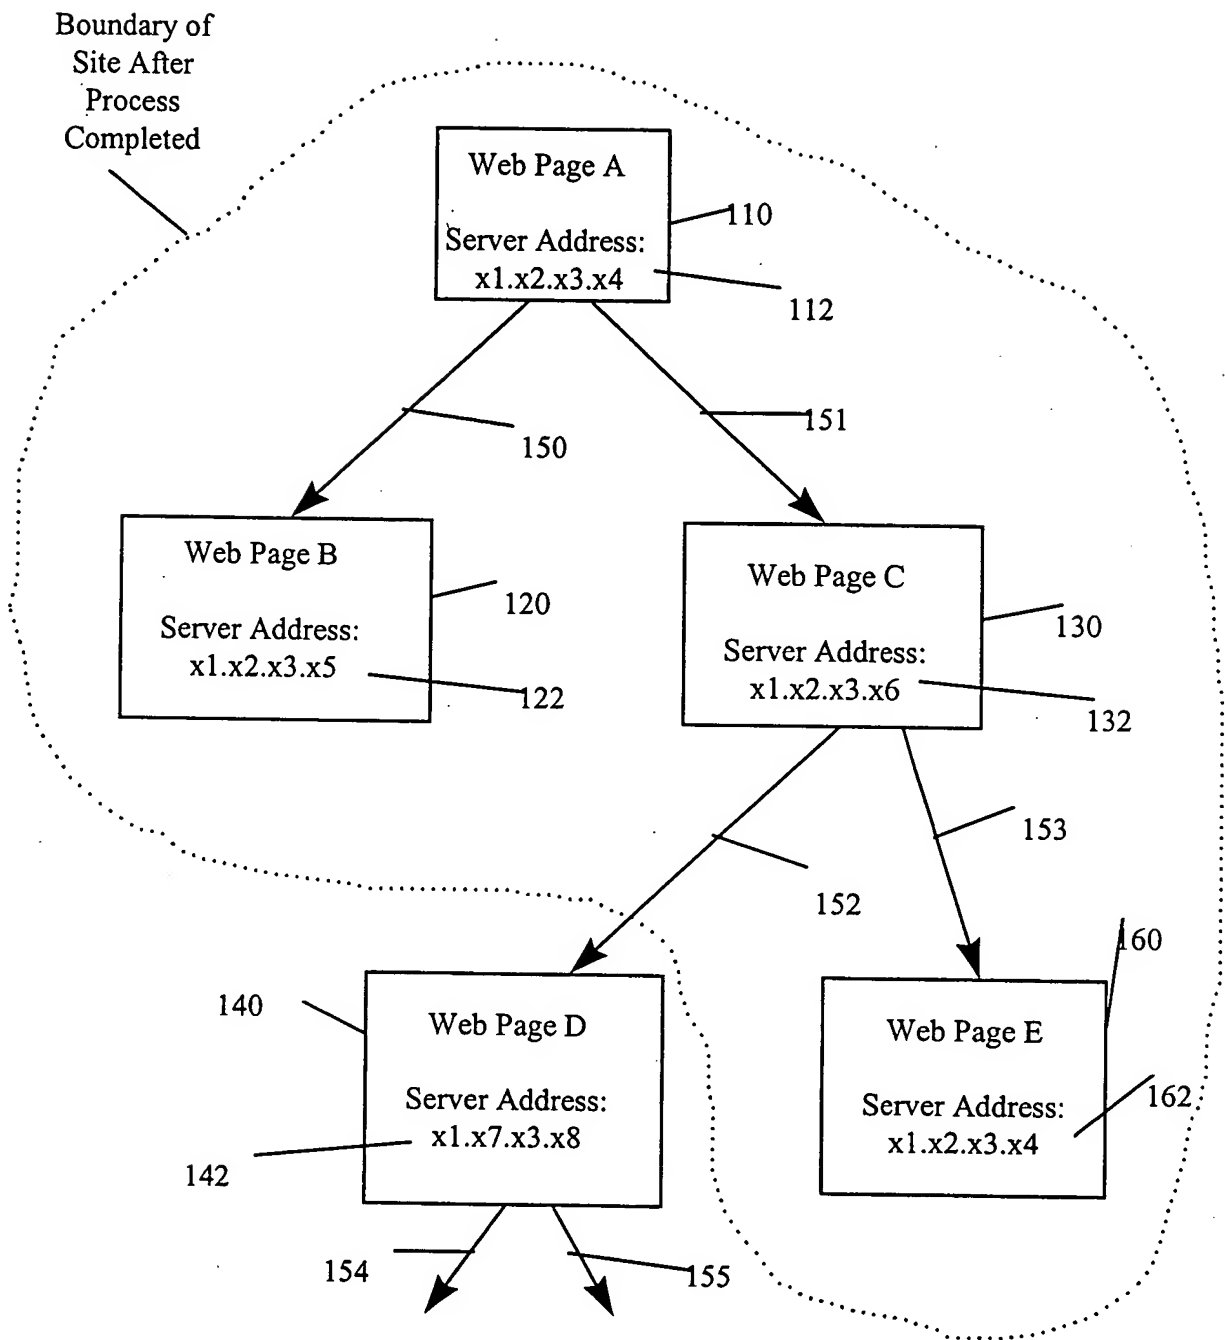 Boundary of
Site After
Process
Completed
Web Page A
Server Address:
x1.x2.x3.x4
110
112
150
151
Web Page B
Server Address:
x1.x2.x3.x5
120
122
Web Page C
Server Address:
x1.x2.x3.x6
130
132
152
153
140
Web Page D
Server Address:
x1.x7.x3.x8
142
160
Web Page E
Server Address:
x1.x2.x3.x4
162
154
155